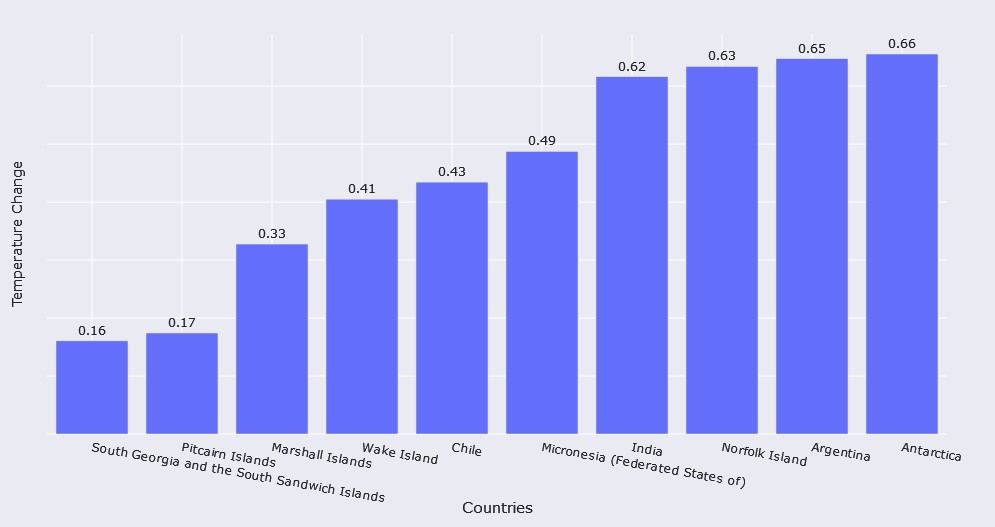 0.16
0.17
0.33
0.41
0.43
0.49
0.62
0.63
0.65
0.66
Temperature Change
South Georgia and the South Sandwich Islands
Pitcairn Islands
Marshall Islands
Wake Island
Chile
Micronesia (Federated States of)
India
Norfolk Island
Argentina
Antarctica
Countries